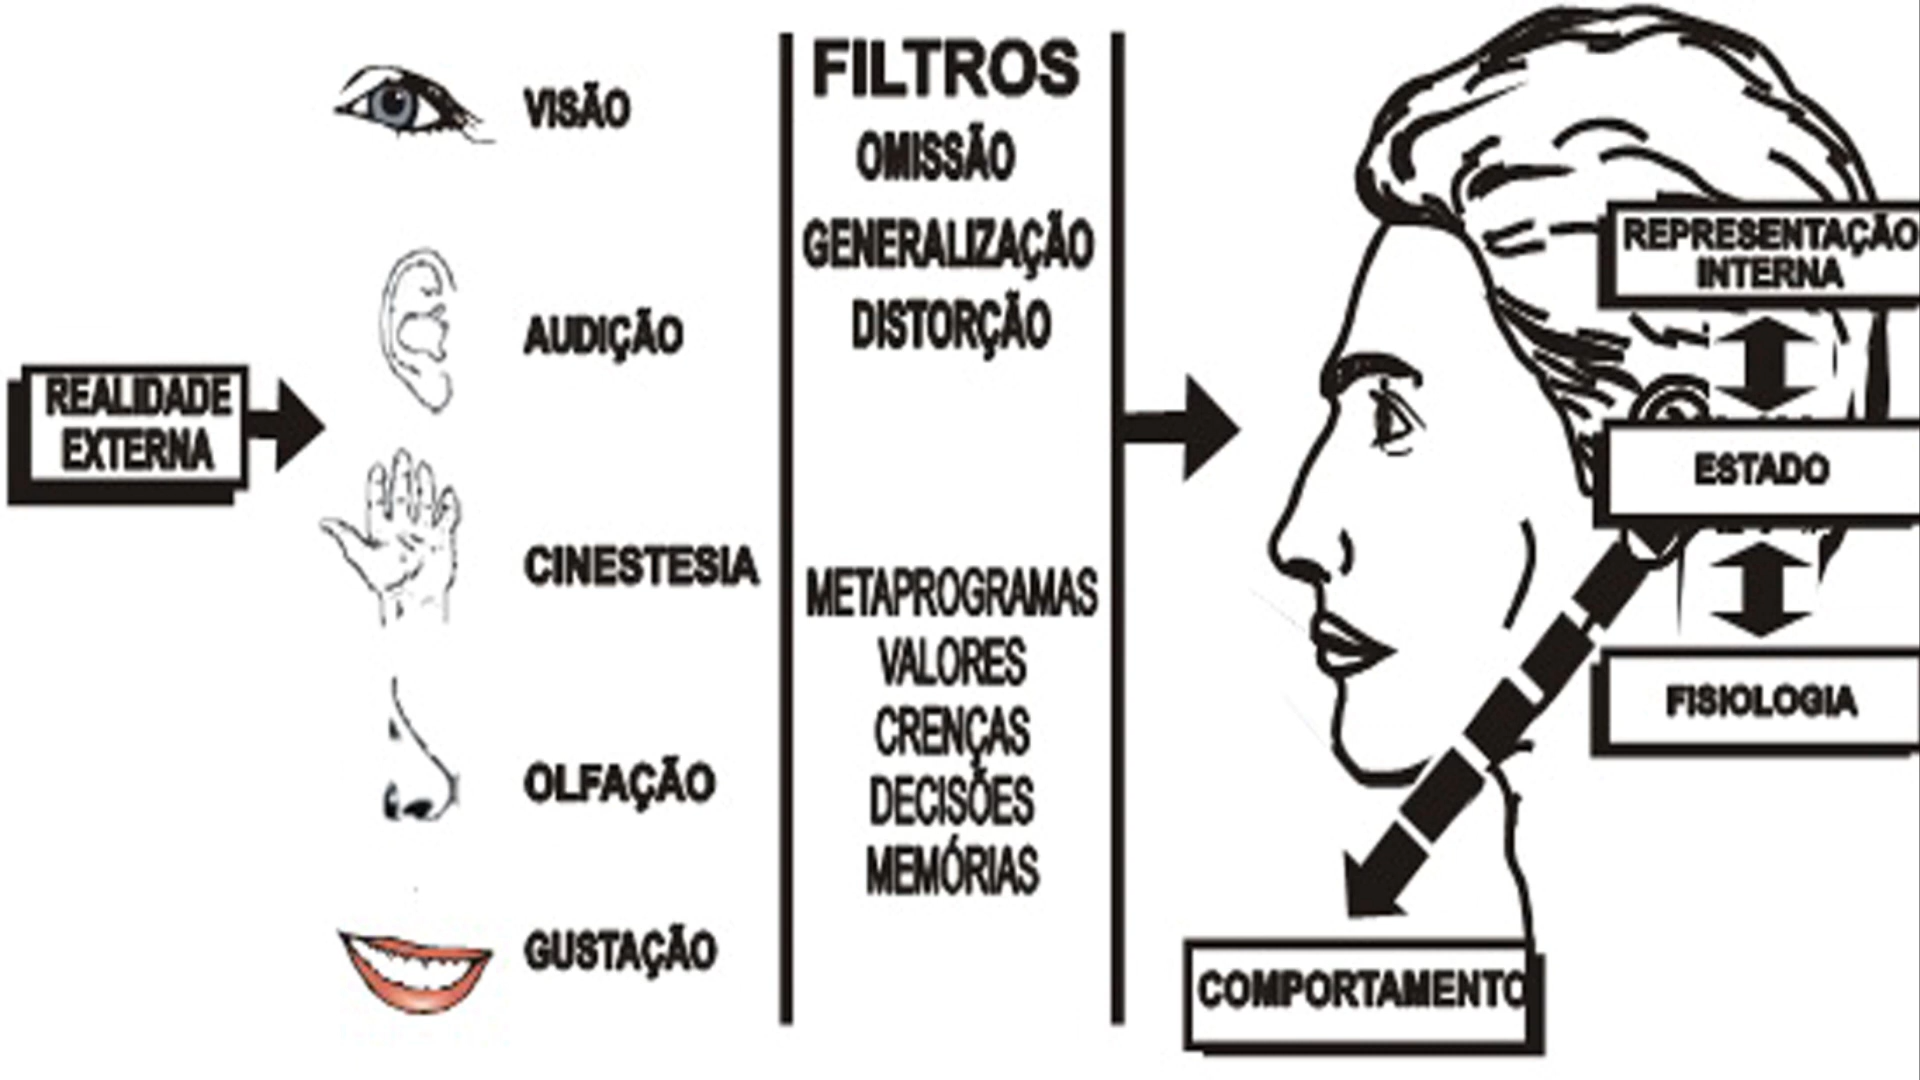 REALIDADE
EXTERNA
VISÃO
AUDIÇÃO
CINESTESIA
OLFAÇÃO
GUSTAÇÃO
FILTROS
OMISSÃO
GENERALIZAÇÃO
DISTORÇÃO
METAPROGRAMAS
VALORES
CRENÇAS
DECISÕES
MEMÓRIAS
REPRESENTAÇÃO
INTERNA
ESTADO
FISIOLOGIA
COMPORTAMENTO